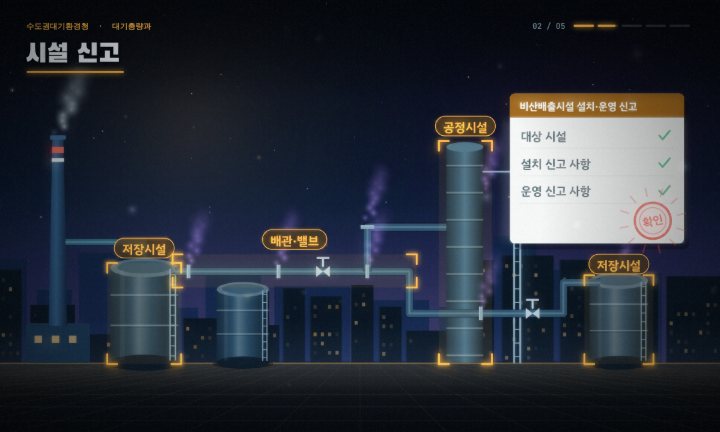 수도권대기환경청 · 대기총량과
시설 신고
02 / 05
공정시설
비산배출시설 설치·운영 신고
대상 시설
설치 신고 사항
운영 신고 사항
확인
배관·밸브
저장시설
저장시설